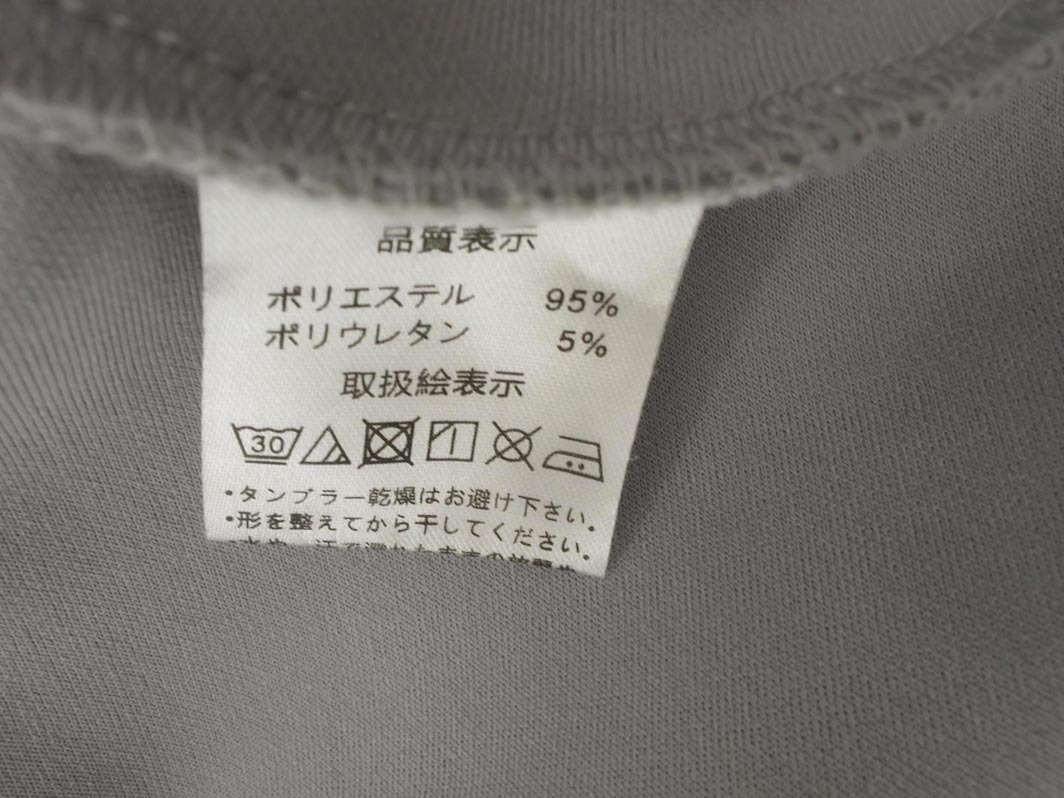 品質表示
ポリエステル 95%
ポリウレタン 5%
取扱絵表示
30
・タンブラー乾燥はお避け下さい。
・形を整えてから干してください。